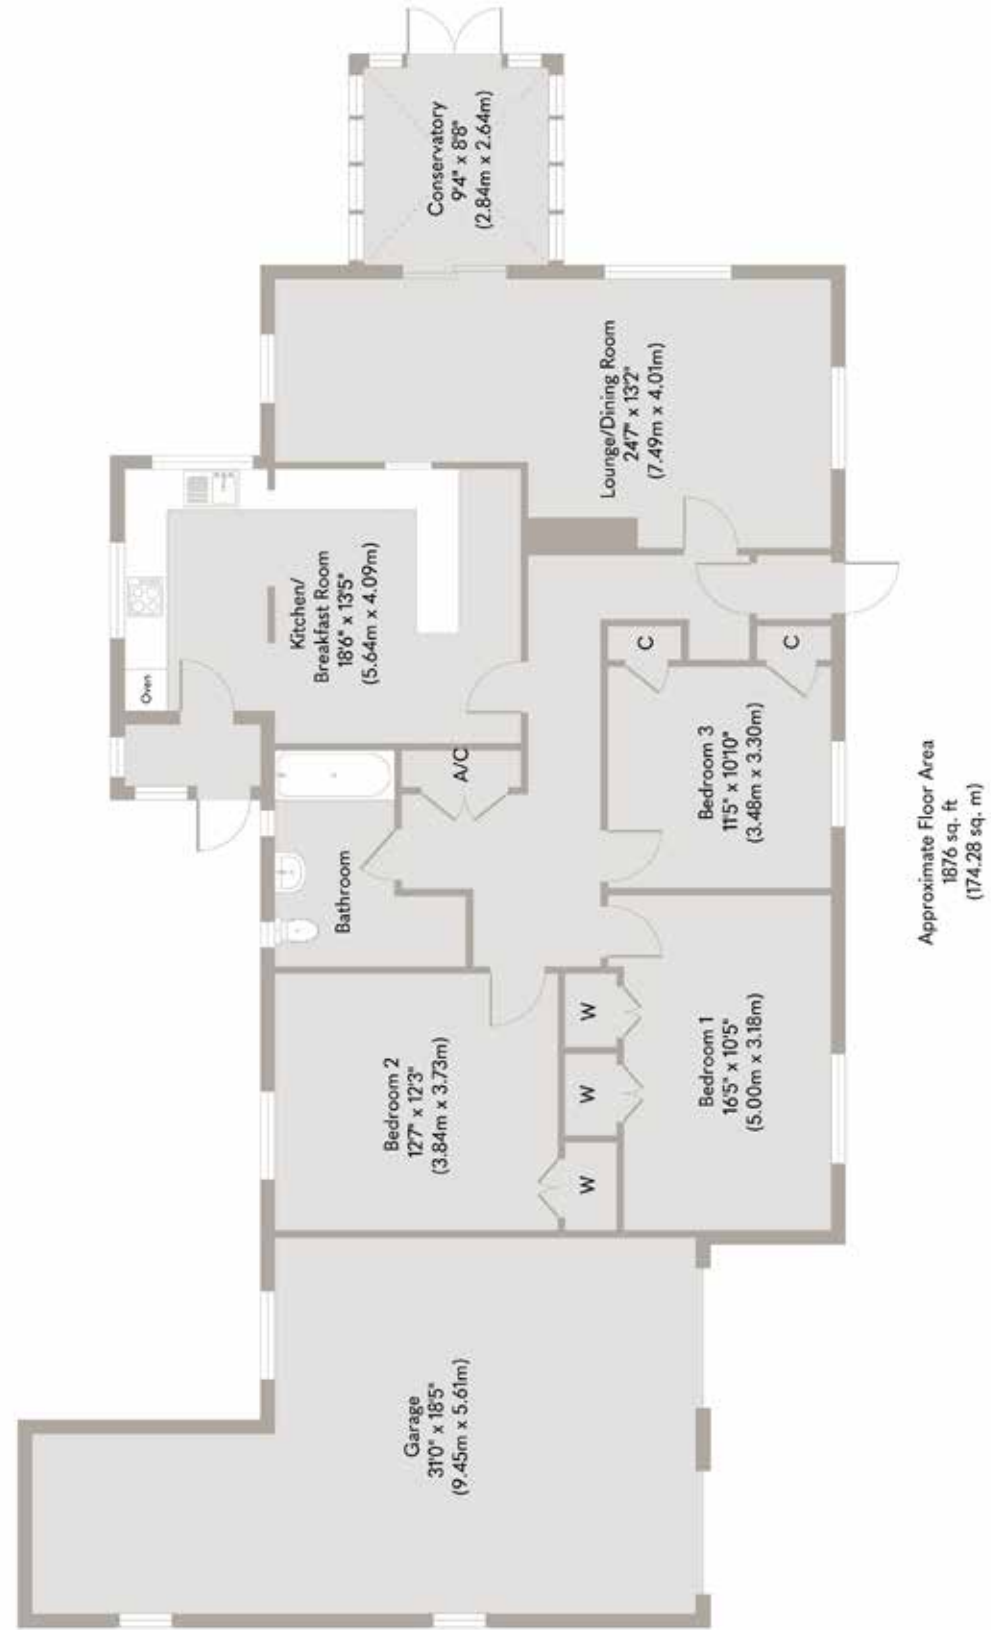 Garage
31'0" x 18'5"
(9.45m x 5.61m)
Bedroom 2
12'7" x 12'3"
(3.84m x 3.73m)
W
W
W
Bedroom 1
16'5" x 10'5"
(5.00m x 3.18m)
Bathroom
A/C
Bedroom 3
11'5" x 10'10"
(3.48m x 3.30m)
C
C
Oven
Kitchen/
Breakfast Room
18'6" x 13'5"
(5.64m x 4.09m)
Lounge/Dining Room
24'7" x 13'2"
(7.49m x 4.01m)
Conservatory
9'4" x 8'8"
(2.84m x 2.64m)
Approximate Floor Area
1876 sq. ft
(174.28 sq. m)